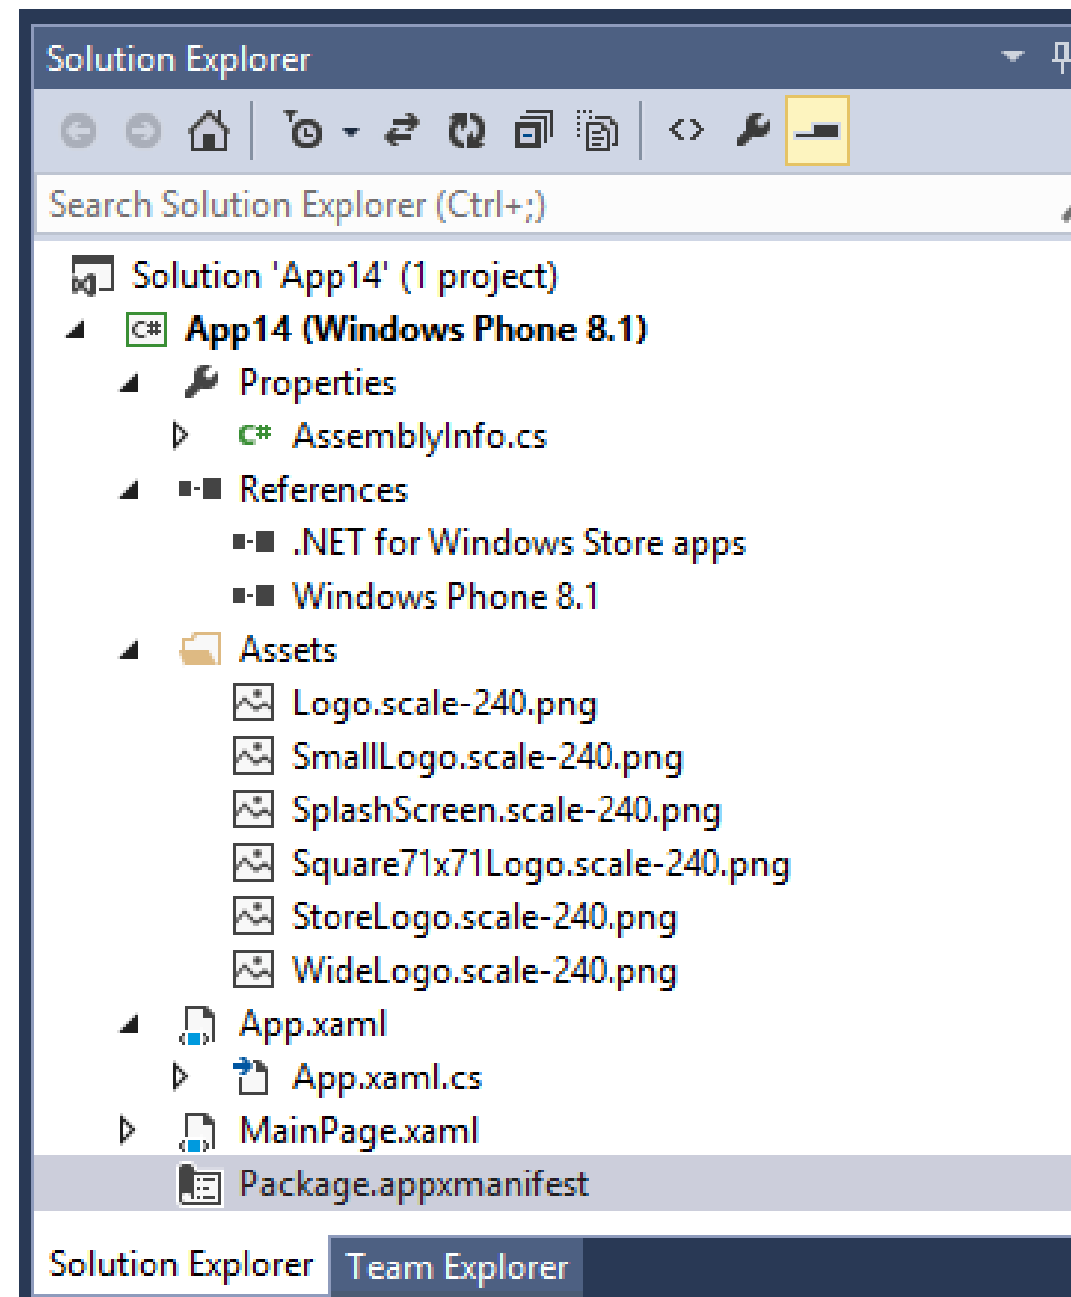 Solution Explorer
Search Solution Explorer (Ctrl+;)
Solution 'App14' (1 project)
C# App14 (Windows Phone 8.1)
Properties
C# AssemblyInfo.cs
References
.NET for Windows Store apps
Windows Phone 8.1
Assets
Logo.scale-240.png
SmallLogo.scale-240.png
SplashScreen.scale-240.png
Square71x71Logo.scale-240.png
StoreLogo.scale-240.png
WideLogo.scale-240.png
App.xaml
App.xaml.cs
MainPage.xaml
Package.appxmanifest
Solution Explorer Team Explorer